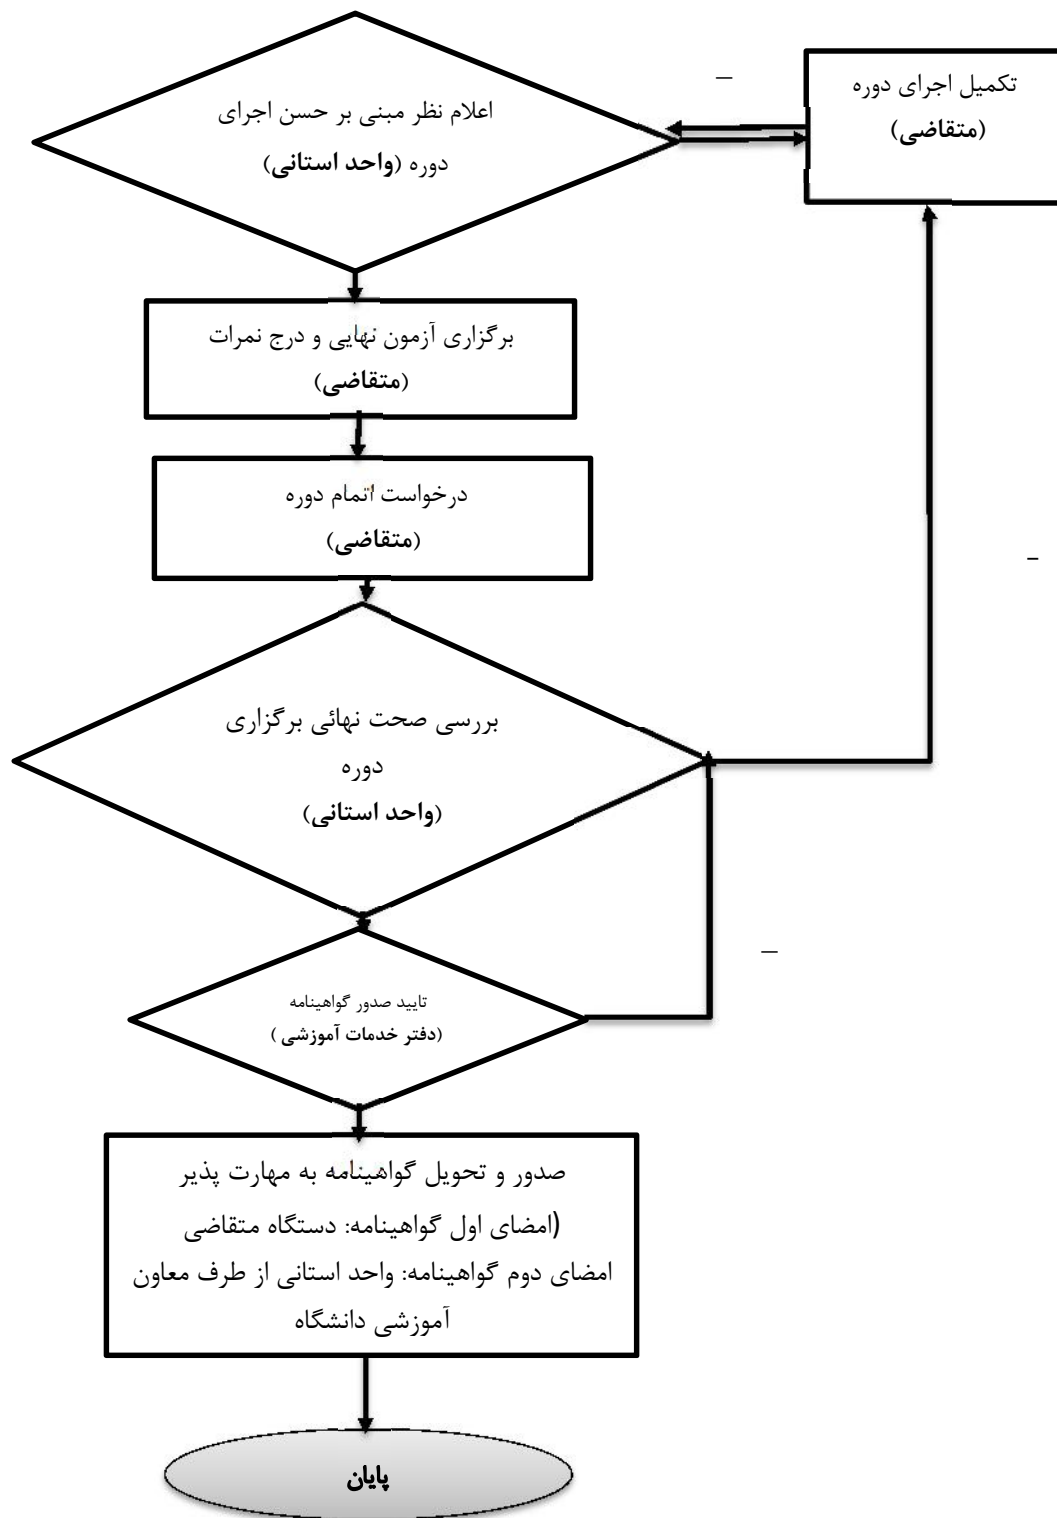 اعلام نظر مبنی بر حسن اجرای
دوره (واحد استانی)
–
تکمیل اجرای دوره
(متقاضی)
برگزاری آزمون نهایی و درج نمرات
(متقاضی)
درخواست اتمام دوره
(متقاضی)
–
بررسی صحت نهائی برگزاری
دوره
(واحد استانی)
–
تایید صدور گواهینامه
(دفتر خدمات آموزشی )
صدور و تحویل گواهینامه به مهارت پذیر
(امضای اول گواهینامه: دستگاه متقاضی
امضای دوم گواهینامه: واحد استانی از طرف معاون
آموزشی دانشگاه
پایان